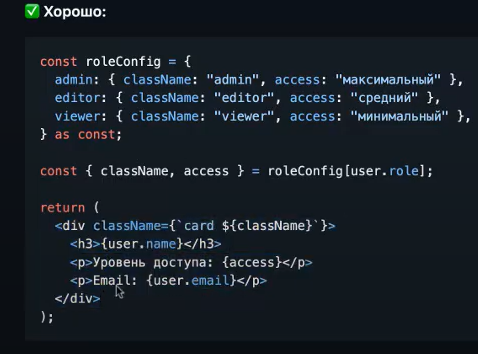 ✅ Хорошо:
const roleConfig = {
  admin: { className: "admin", access: "максимальный" },
  editor: { className: "editor", access: "средний" },
  viewer: { className: "viewer", access: "минимальный" },
} as const;
const { className, access } = roleConfig[user.role];
return (
  <div className={`card ${className}`}>
    <h3>{user.name}</h3>
    <p>Уровень доступа: {access}</p>
    <p>Email: {user.email}</p>
  </div>
);